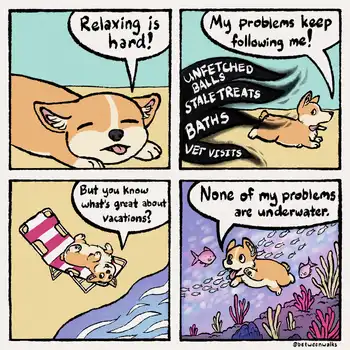 Relaxing is
hard!
My problems keep
following me!
UNFETCHED
BALLS
STALE TREATS
BATHS
VET VISITS
But you know
what's great about
vacations?
None of my problems
are underwater.
@betweenwalks